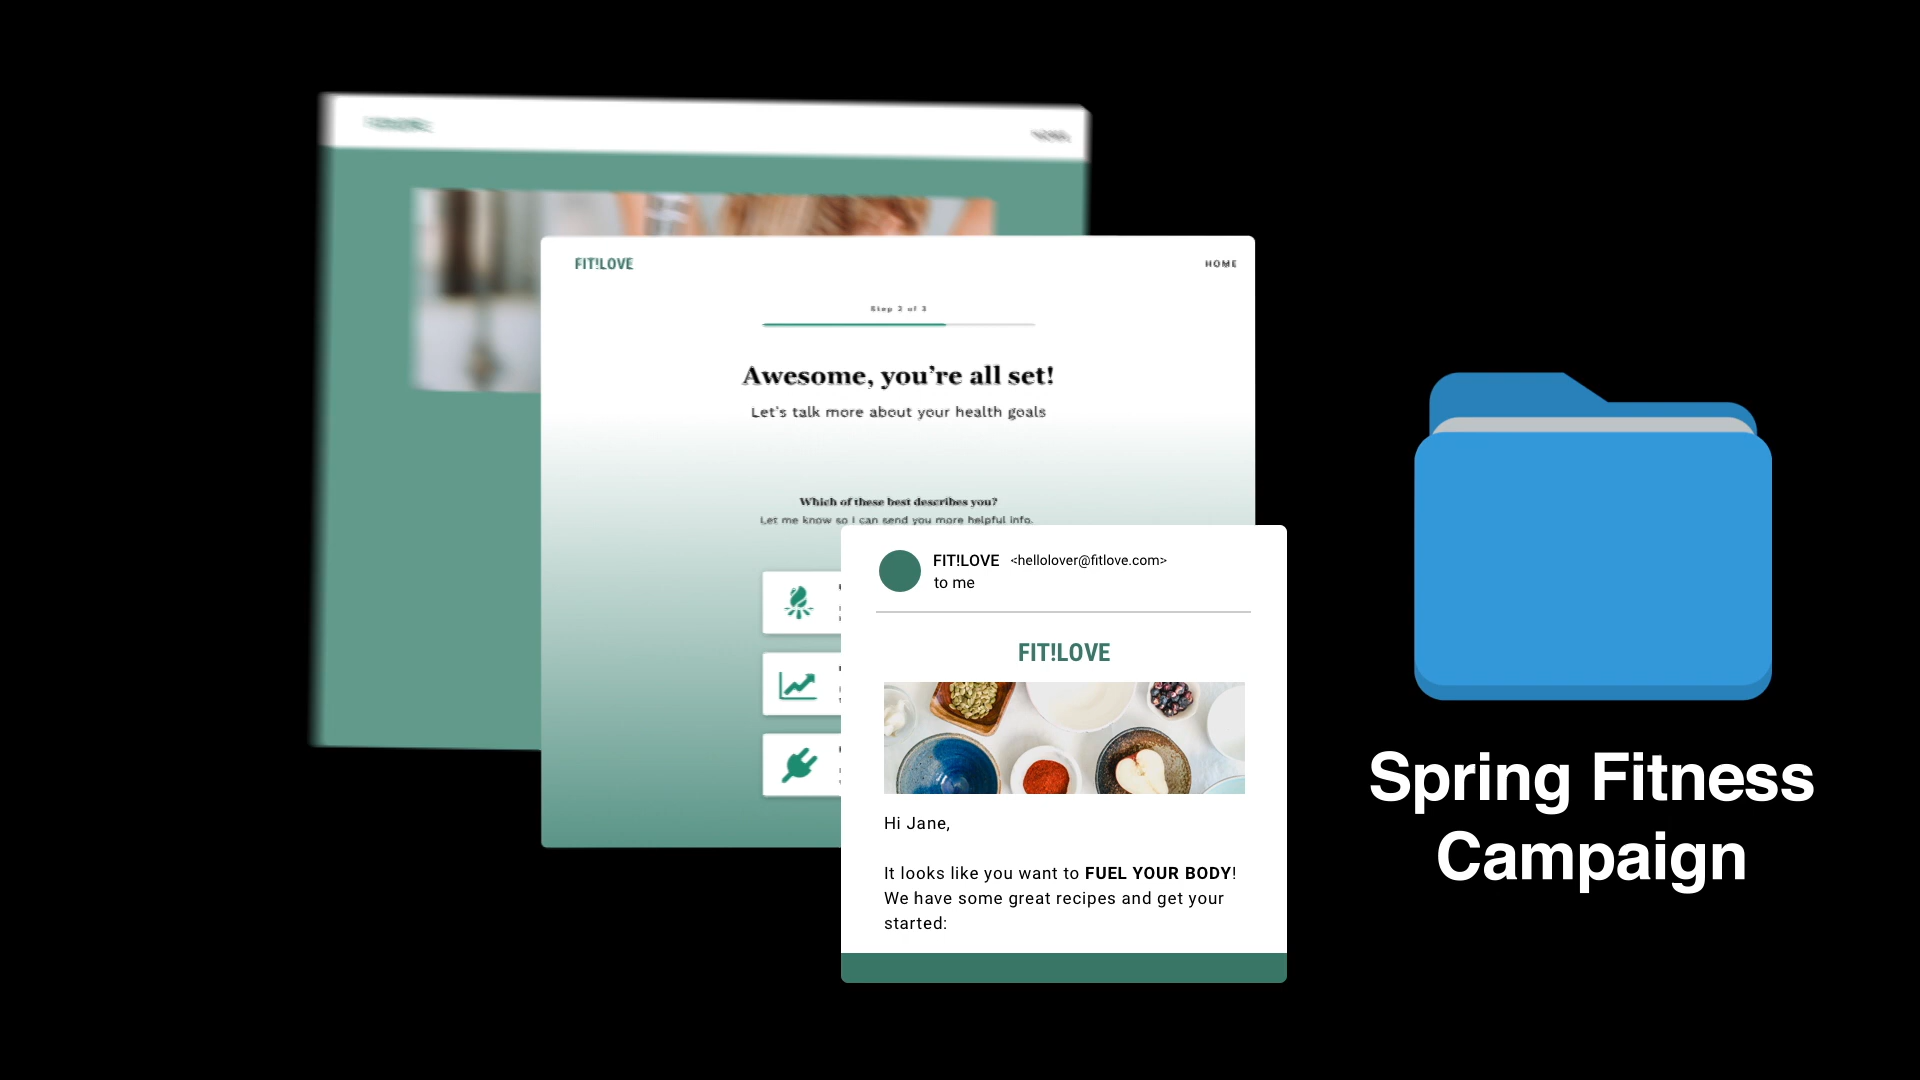 FIT!LOVE
HOME
Step 2 of 3
Awesome, you're all set!
Let's talk more about your health goals
Which of these best describes you?
Let me know so I can send you more helpful info.
FIT!LOVE <hellolover@fitlove.com>
to me
FIT!LOVE
Hi Jane,
It looks like you want to FUEL YOUR BODY!
We have some great recipes and get your
started:
Spring Fitness
Campaign